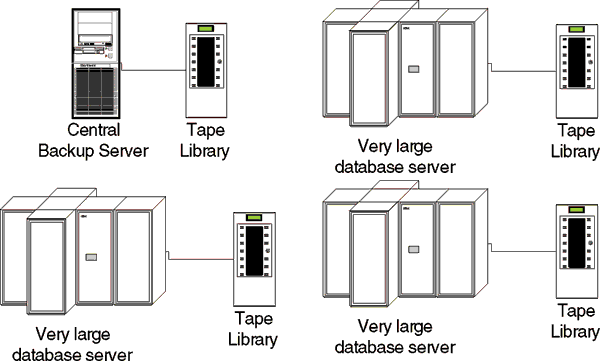 Central
Backup Server
Tape
Library
Very large
database server
Tape
Library
Very large
database server
Tape
Library
Very large
database server
Tape
Library